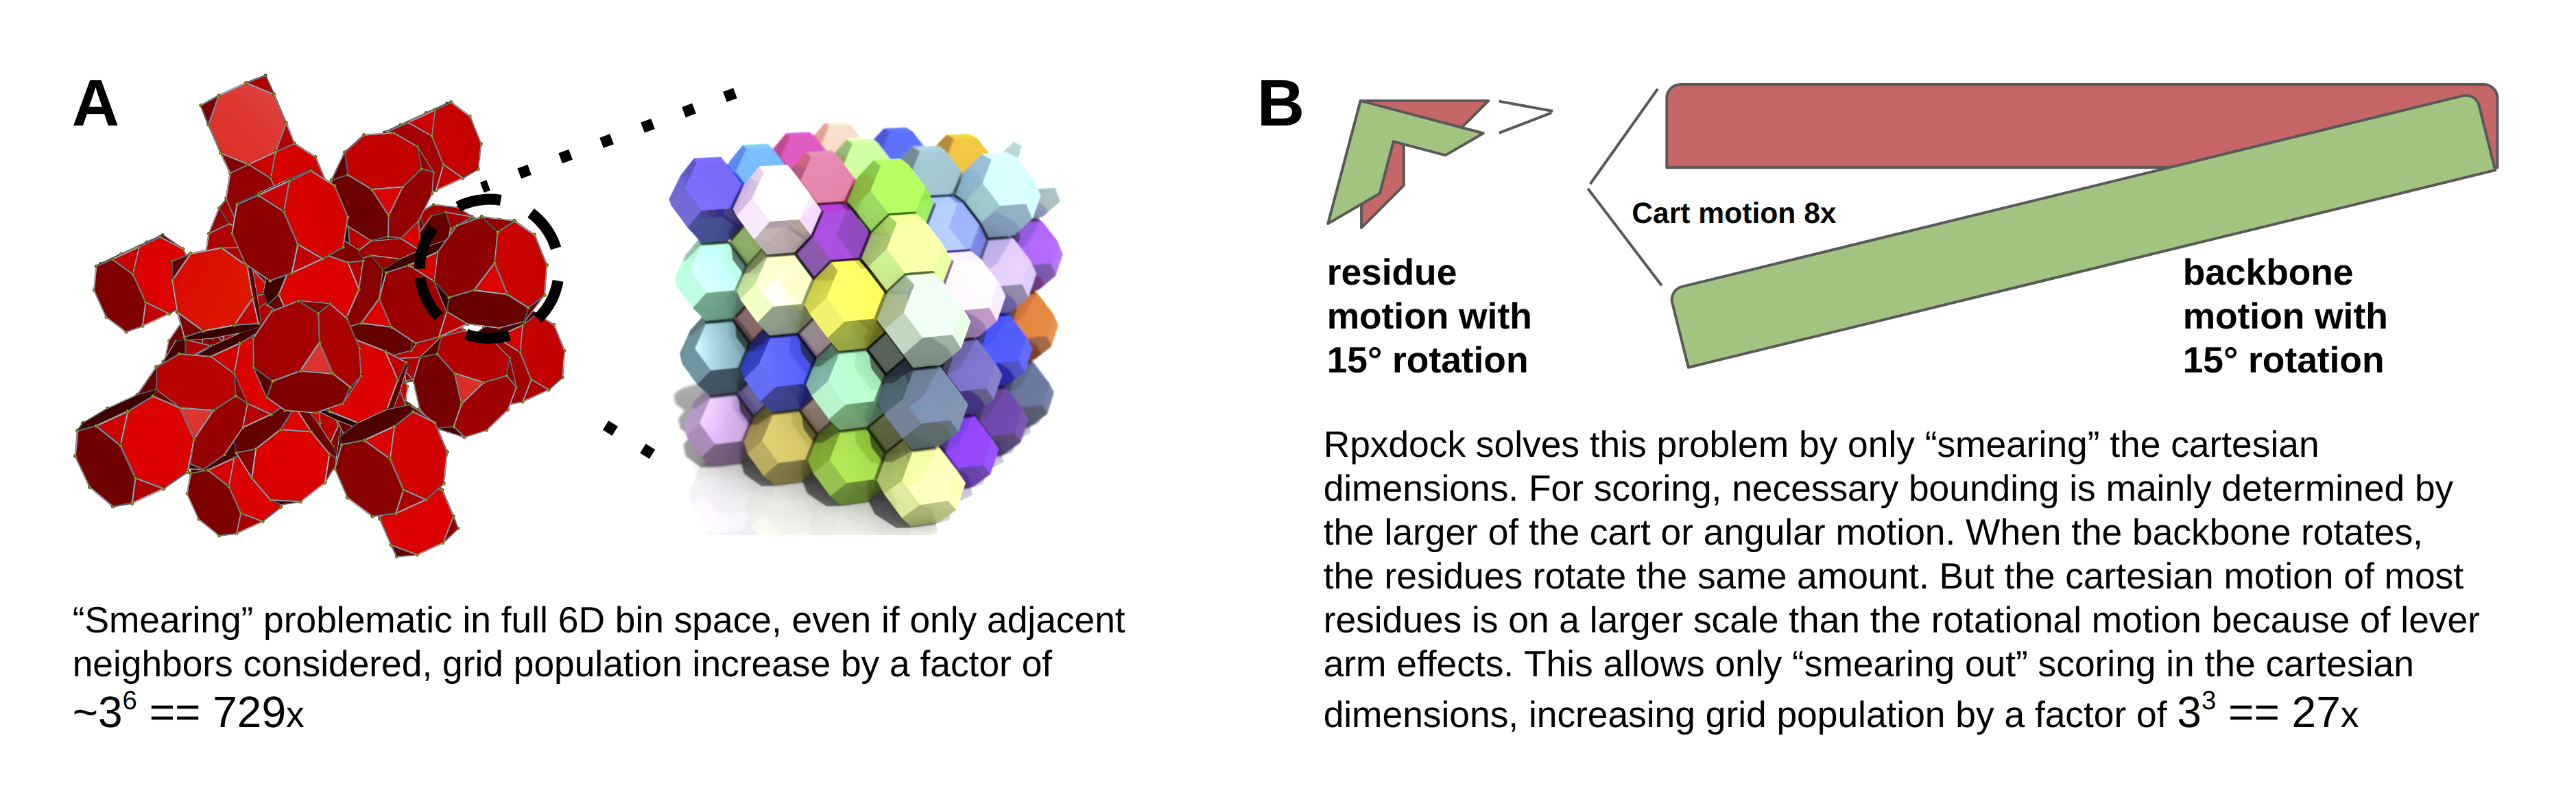 A
“Smearing” problematic in full 6D bin space, even if only adjacent
neighbors considered, grid population increase by a factor of
~3⁶ == 729x
B
Cart motion 8x
residue
motion with
15° rotation
backbone
motion with
15° rotation
Rpxdock solves this problem by only “smearing” the cartesian
dimensions. For scoring, necessary bounding is mainly determined by
the larger of the cart or angular motion. When the backbone rotates,
the residues rotate the same amount. But the cartesian motion of most
residues is on a larger scale than the rotational motion because of lever
arm effects. This allows only “smearing out” scoring in the cartesian
dimensions, increasing grid population by a factor of 3³ == 27x